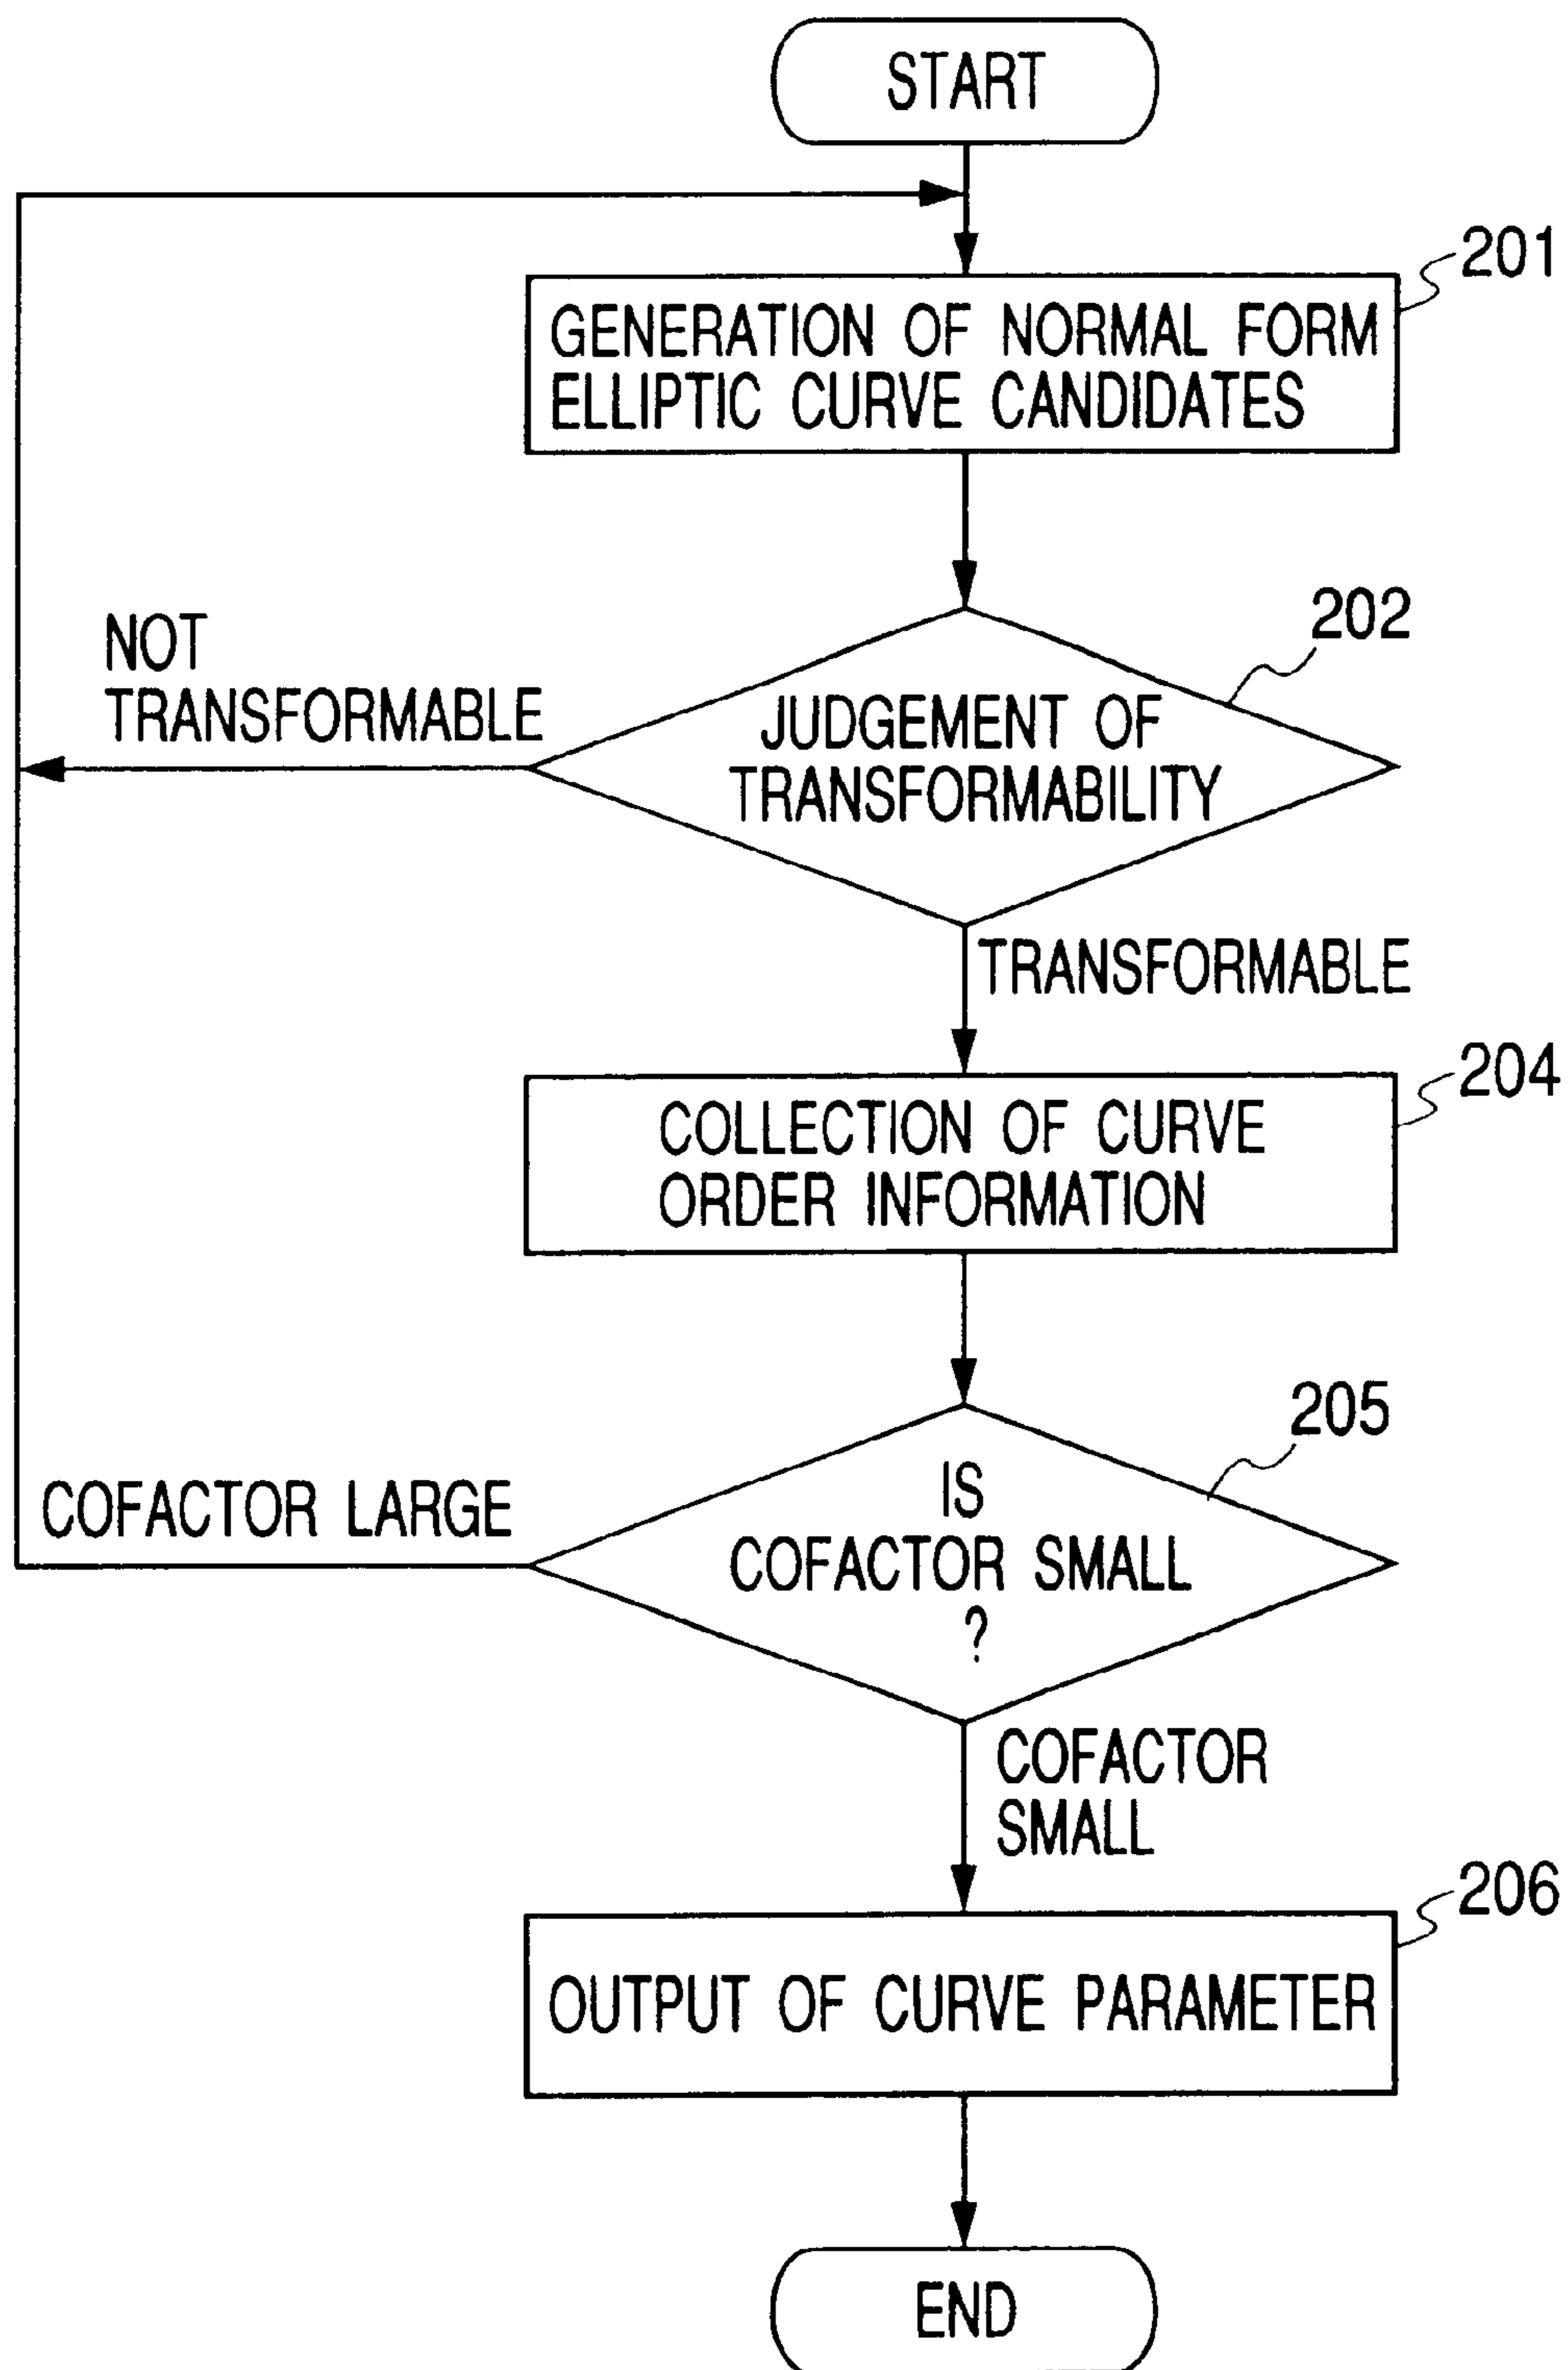 START
201
GENERATION OF NORMAL FORM
ELLIPTIC CURVE CANDIDATES
202
NOT
TRANSFORMABLE
JUDGEMENT OF
TRANSFORMABILITY
TRANSFORMABLE
204
COLLECTION OF CURVE
ORDER INFORMATION
205
COFACTOR LARGE
IS
COFACTOR SMALL
?
COFACTOR
SMALL
206
OUTPUT OF CURVE PARAMETER
END